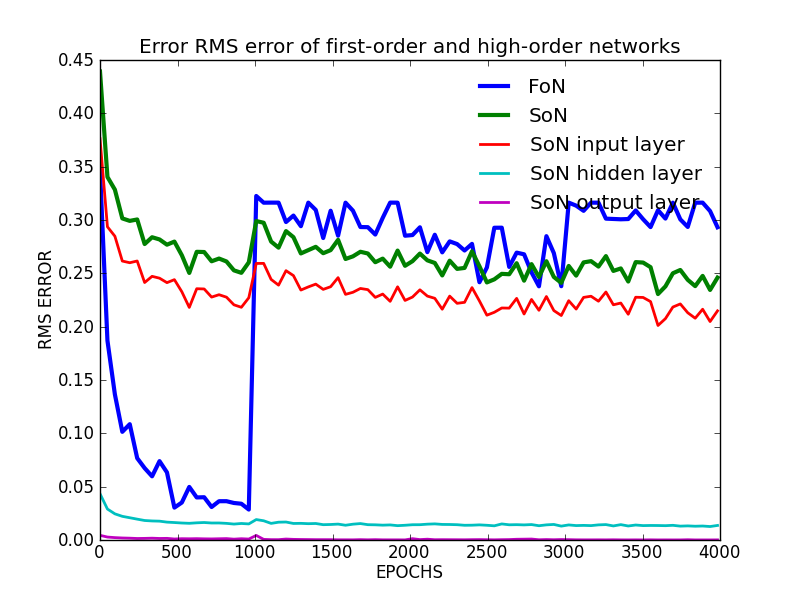 Error RMS error of first-order and high-order networks
0.45
0.40
0.35
0.30
0.25
0.20
0.15
0.10
0.05
0.00
RMS ERROR
FoN
SoN
SoN input layer
SoN hidden layer
SoN output layer
0 500 1000 1500 2000 2500 3000 3500 4000
EPOCHS